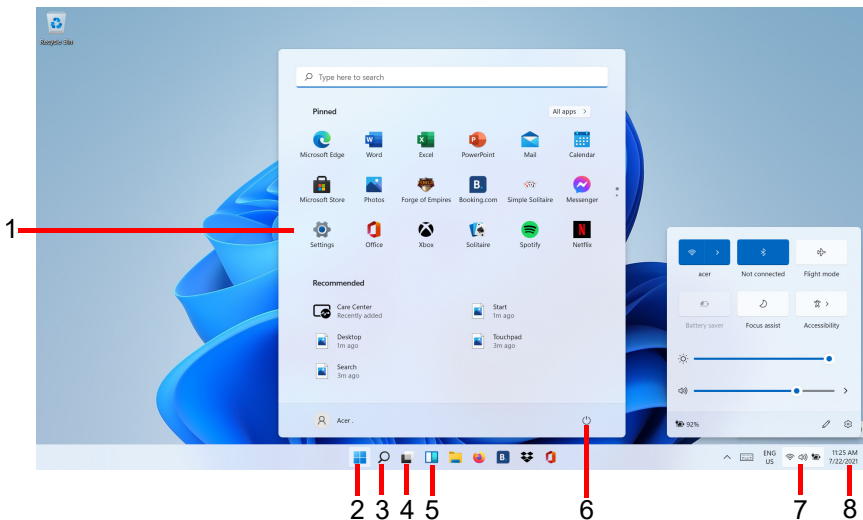 Recycle Bin
Type here to search
Pinned
All apps >
Microsoft Edge Word Excel PowerPoint Mail Calendar
Microsoft Store Photos Forge of Empires Booking.com Simple Solitaire Messenger
Settings Office Xbox Solitaire Spotify Netflix
Recommended
Care Center
Recently added
Start
1m ago
Desktop
1m ago
Touchpad
3m ago
Search
3m ago
Acer .
acer Not connected Flight mode
Battery saver Focus assist Accessibility
92%
ENG
US
11:25 AM
7/22/2021
1
2 3 4 5 6 7 8